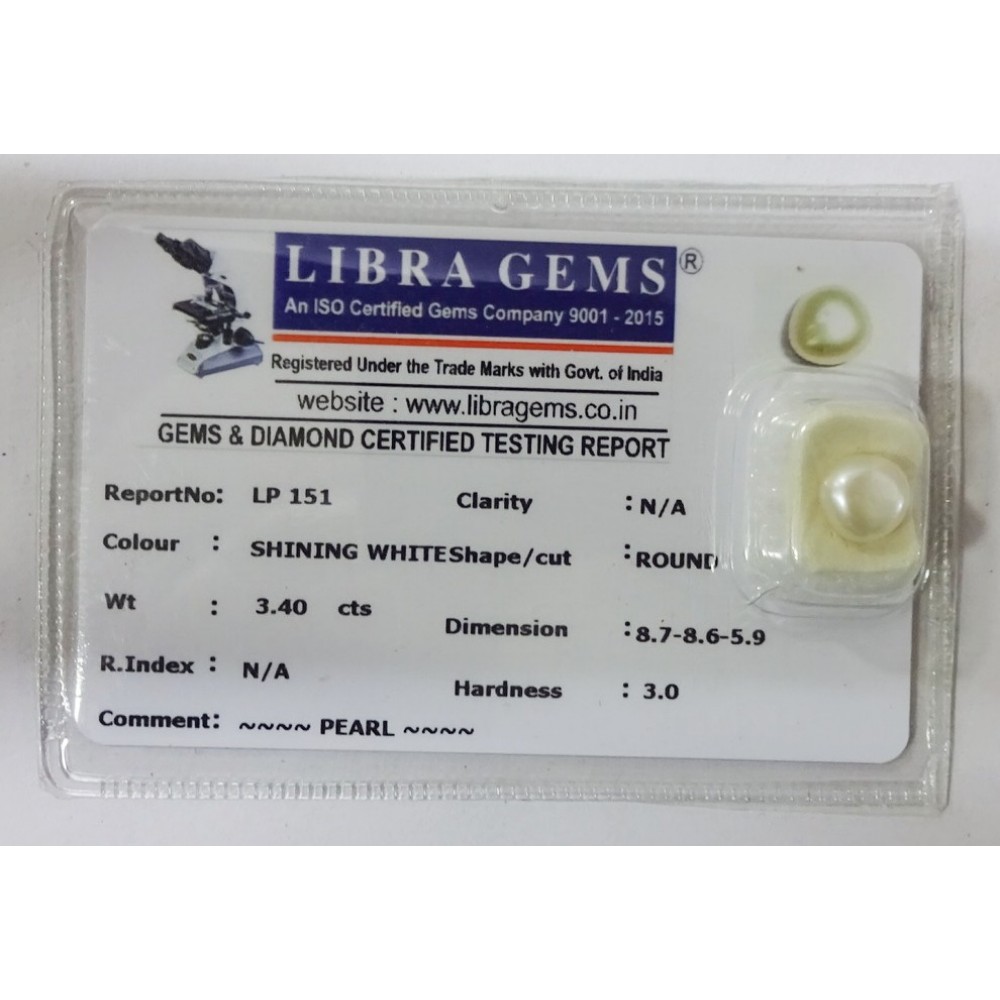 LIBRA GEMS®
An ISO Certified Gems Company 9001 - 2015
Registered Under the Trade Marks with Govt. of India
website : www.libragems.co.in
GEMS & DIAMOND CERTIFIED TESTING REPORT
ReportNo: LP 151 Clarity : N/A
Colour : SHINING WHITE Shape/cut : ROUND
Wt : 3.40 cts Dimension : 8.7-8.6-5.9
R.Index : N/A Hardness : 3.0
Comment: ~~~~ PEARL ~~~~